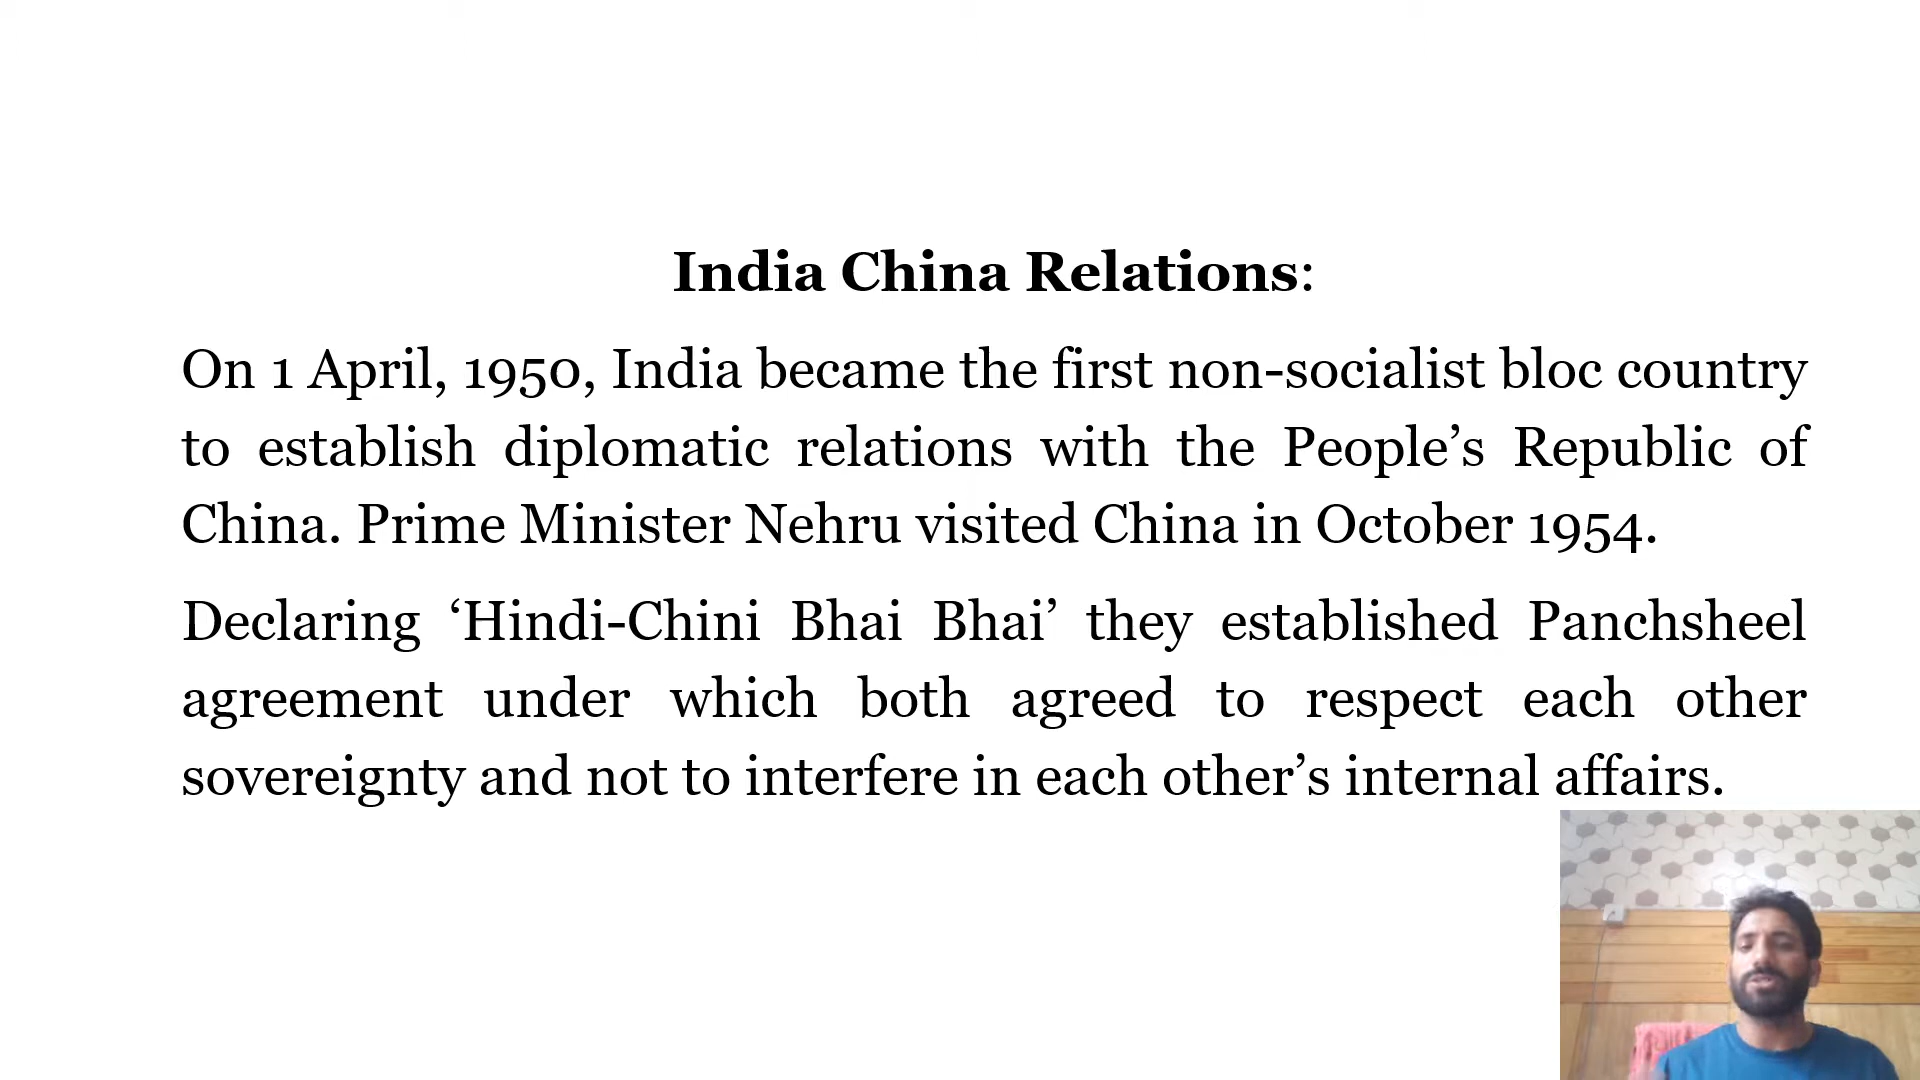 India China Relations:
On 1 April, 1950, India became the first non-socialist bloc country
to establish diplomatic relations with the People’s Republic of
China. Prime Minister Nehru visited China in October 1954.
Declaring ‘Hindi-Chini Bhai Bhai’ they established Panchsheel
agreement under which both agreed to respect each other
sovereignty and not to interfere in each other’s internal affairs.